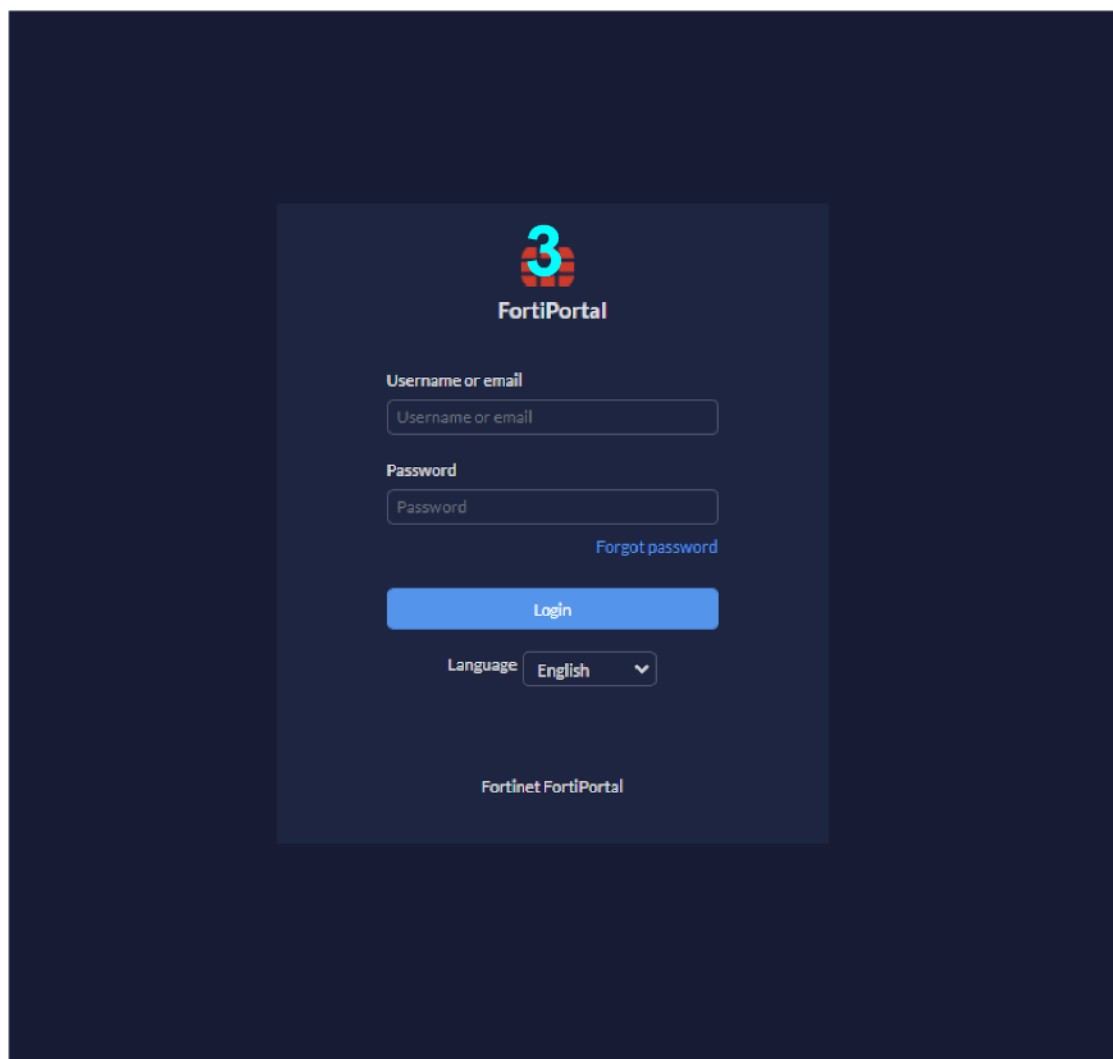 3
FortiPortal
Username or email
Username or email
Password
Password
Forgot password
Login
Language English
Fortinet FortiPortal